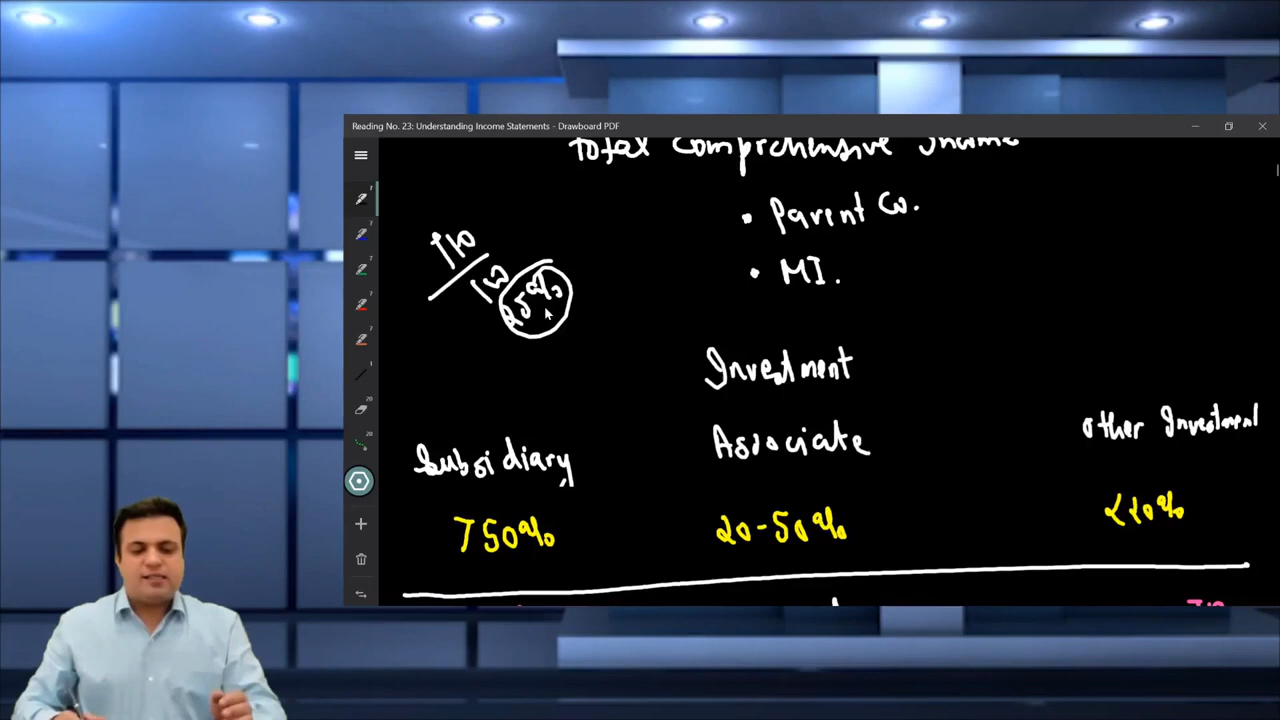 Reading No. 23: Understanding Income Statements - Drawboard PDF
Total Comprehensive Income
• Parent Co.
• MI.
25%
Investment
Subsidiary
Associate
Other Investment
>50%
20-50%
<20%